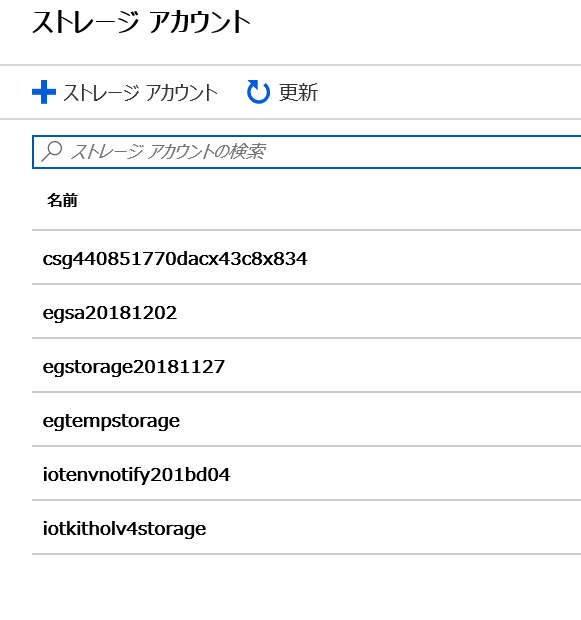 ストレージ アカウント
ストレージ アカウント 更新
ストレージ アカウントの検索
名前
csg440851770dacx43c8x834
egsa20181202
egstorage20181127
egtempstorage
iotenvnotify201bd04
iotkitholv4storage